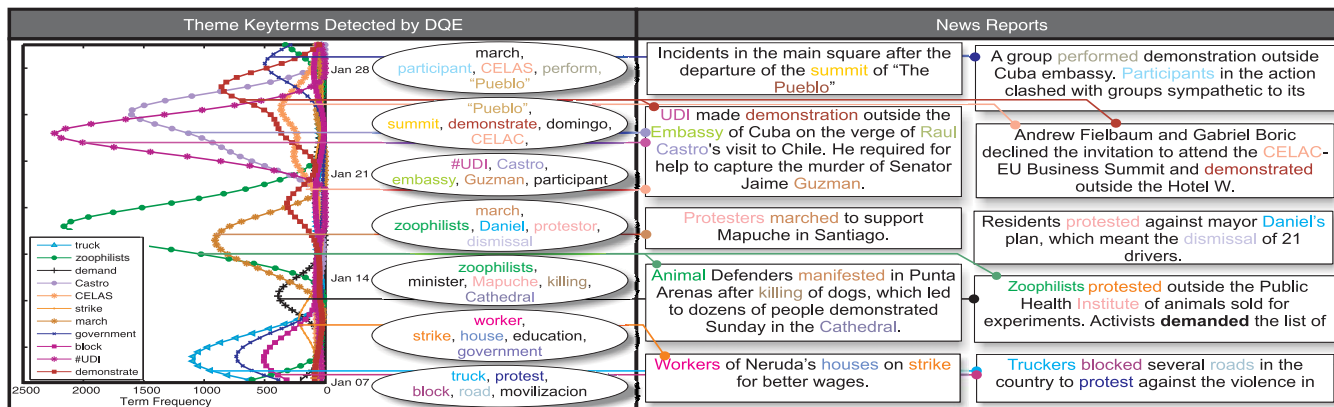 Theme Keyterms Detected by DQE
News Reports
Jan 28
Jan 21
Jan 14
Jan 07
truck
zoophilists
demand
Castro
CELAS
strike
march
government
block
#UDI
demonstrate
2500
2000
1500
1000
500
0
Term Frequency
march,
participant, CELAS, perform,
“Pueblo”
“Pueblo”,
summit, demonstrate, domingo,
CELAC,
#UDI, Castro,
embassy, Guzman, participant
march,
zoophilists, Daniel, protestor,
dismissal
zoophilists,
minister, Mapuche, killing,
Cathedral
worker,
strike, house, education,
government
truck, protest,
block, road, movilizacion
Incidents in the main square after the
departure of the summit of “The
Pueblo”
UDI made demonstration outside the
Embassy of Cuba on the verge of Raul
Castro's visit to Chile. He required for
help to capture the murder of Senator
Jaime Guzman.
Protesters marched to support
Mapuche in Santiago.
Animal Defenders manifested in Punta
Arenas after killing of dogs, which led
to dozens of people demonstrated
Sunday in the Cathedral.
Workers of Neruda's houses on strike
for better wages.
A group performed demonstration outside
Cuba embassy. Participants in the action
clashed with groups sympathetic to its
Andrew Fielbaum and Gabriel Boric
declined the invitation to attend the CELAC-
EU Business Summit and demonstrated
outside the Hotel W.
Residents protested against mayor Daniel's
plan, which meant the dismissal of 21
drivers.
Zoophilists protested outside the Public
Health Institute of animals sold for
experiments. Activists demanded the list of
Truckers blocked several roads in the
country to protest against the violence in